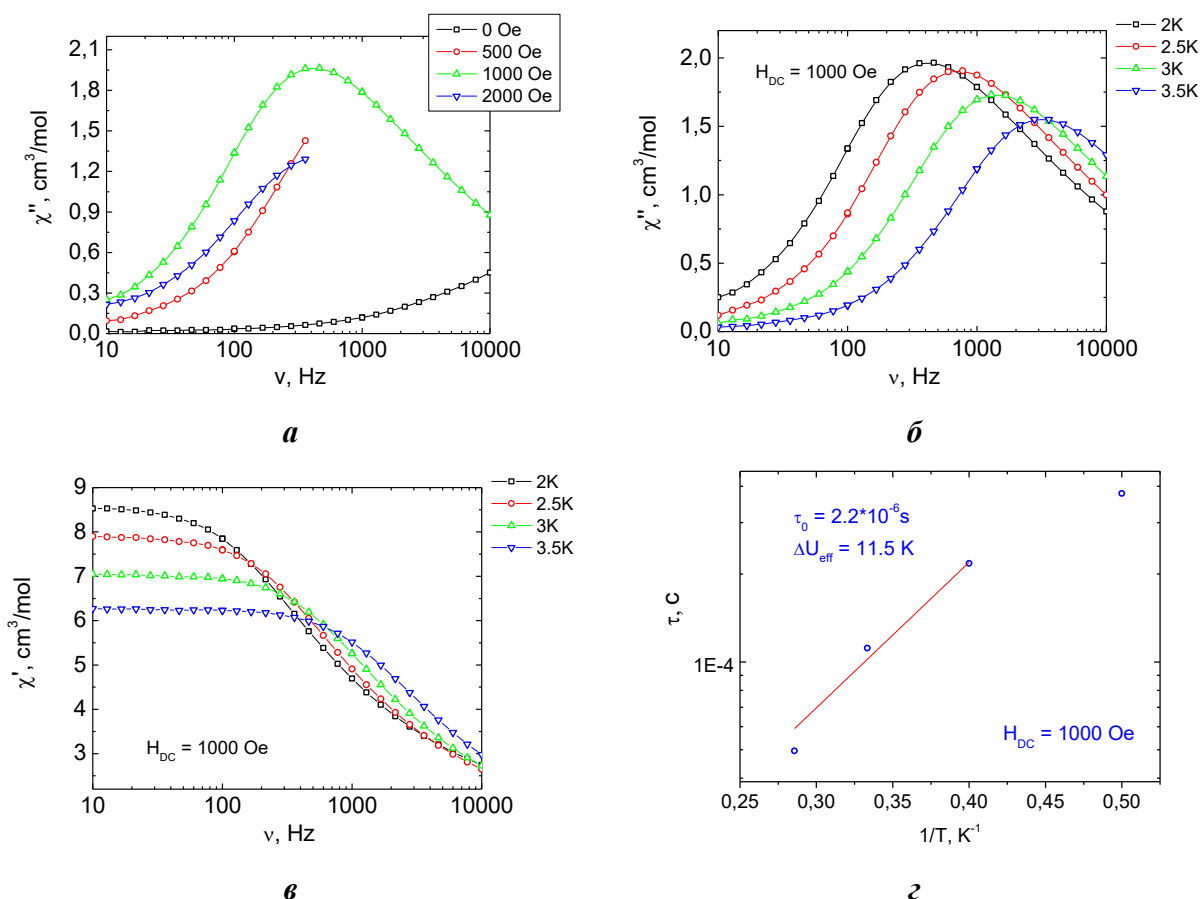 2,1
1,8
1,5
1,2
0,9
0,6
0,3
0,0
χ'', cm³/mol
10 100 1000 10000
ν, Hz
0 Oe
500 Oe
1000 Oe
2000 Oe
а
2,0
1,5
1,0
0,5
0,0
χ'', cm³/mol
H_DC = 1000 Oe
10 100 1000 10000
ν, Hz
2K
2.5K
3K
3.5K
б
9
8
7
6
5
4
3
χ', cm³/mol
H_DC = 1000 Oe
10 100 1000 10000
ν, Hz
2K
2.5K
3K
3.5K
в
τ₀ = 2.2*10⁻⁶s
ΔU_eff = 11.5 K
τ, c
1E-4
H_DC = 1000 Oe
0,25 0,30 0,35 0,40 0,45 0,50
1/T, K⁻¹
г